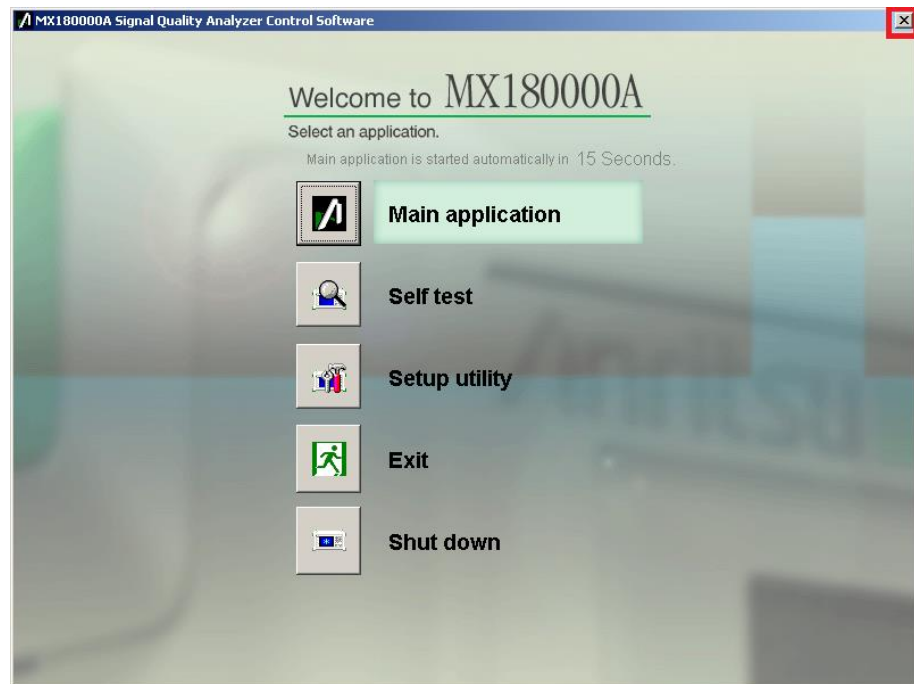 MX180000A Signal Quality Analyzer Control Software
Welcome to MX180000A
Select an application.
Main application is started automatically in 15 Seconds.
Main application
Self test
Setup utility
Exit
Shut down
Anritsu